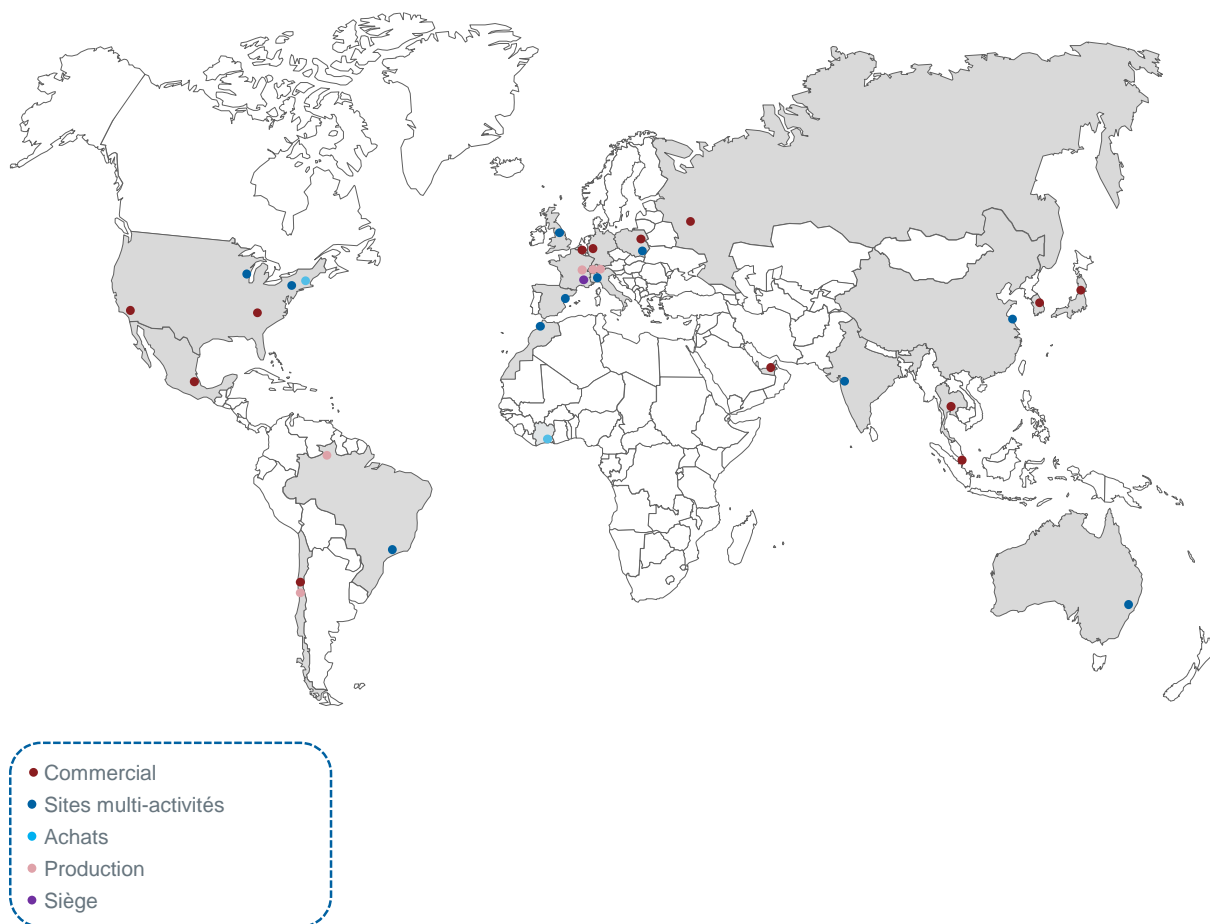 Commercial
Sites multi-activités
Achats
Production
Siège